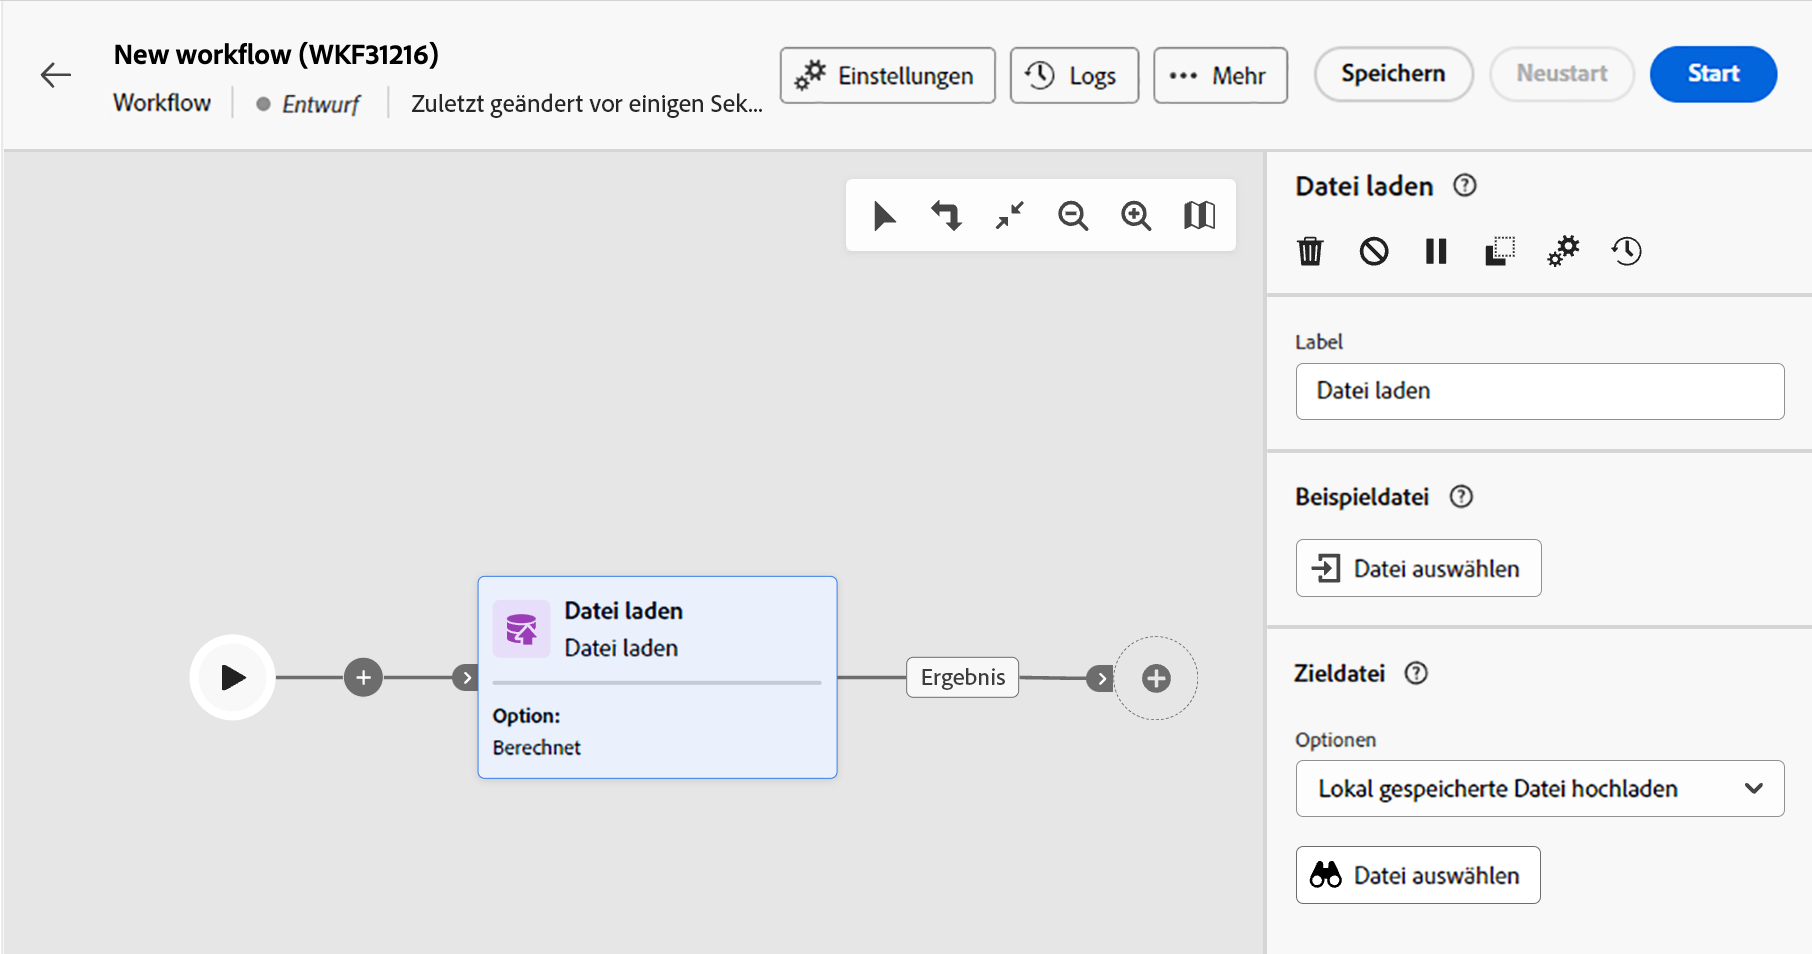 New workflow (WKF31216)
Workflow
Entwurf
Zuletzt geändert vor einigen Sek...
Einstellungen
Logs
Mehr
Speichern
Neustart
Start
Datei laden
Datei laden
Option:
Berechnet
Ergebnis
Datei laden
Label
Datei laden
Beispieldatei
Datei auswählen
Zieldatei
Optionen
Lokal gespeicherte Datei hochladen
Datei auswählen